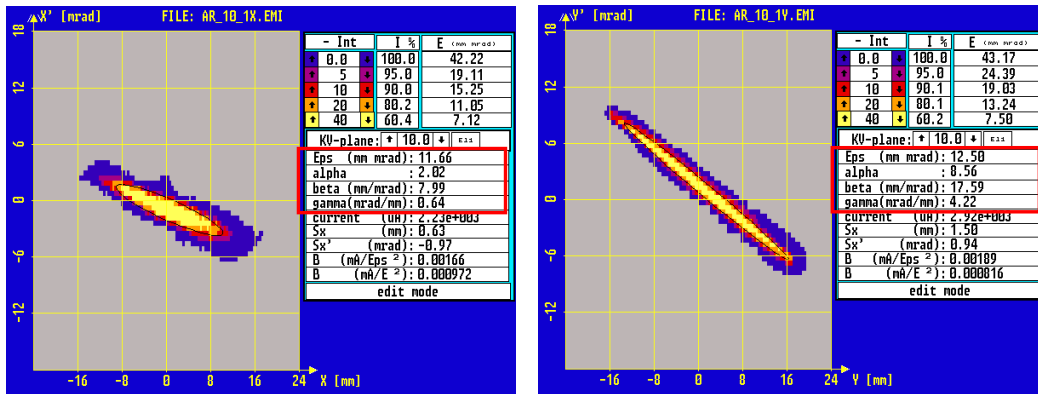 X' [mrad] FILE: AR_10_1X.EMI
18
12
6
0
-6
-12
-16 -8 0 8 16 24 X [mm]
- Int I % E (mm mrad)
0.0 100.0 42.22
5 95.0 19.11
10 90.0 15.25
20 80.2 11.05
40 60.4 7.12
KV-plane: 10.0 Ell
Eps (mm mrad): 11.66
alpha : 2.02
beta (mm/mrad): 7.99
gamma(mrad/mm): 0.64
current (uA): 2.23e+003
Sx (mm): 0.63
Sx' (mrad): -0.97
B (mA/Eps ²): 0.00166
B (mA/E ²): 0.000972
edit mode
Y' [mrad] FILE: AR_10_1Y.EMI
18
12
6
0
-6
-12
-16 -8 0 8 16 24 Y [mm]
- Int I % E (mm mrad)
0.0 100.0 43.17
5 95.0 24.39
10 90.1 19.03
20 80.1 13.24
40 60.2 7.50
KV-plane: 10.0 Ell
Eps (mm mrad): 12.50
alpha : 8.56
beta (mm/mrad): 17.59
gamma(mrad/mm): 4.22
current (uA): 2.92e+003
Sx (mm): 1.50
Sx' (mrad): 0.94
B (mA/Eps ²): 0.00189
B (mA/E ²): 0.000816
edit mode